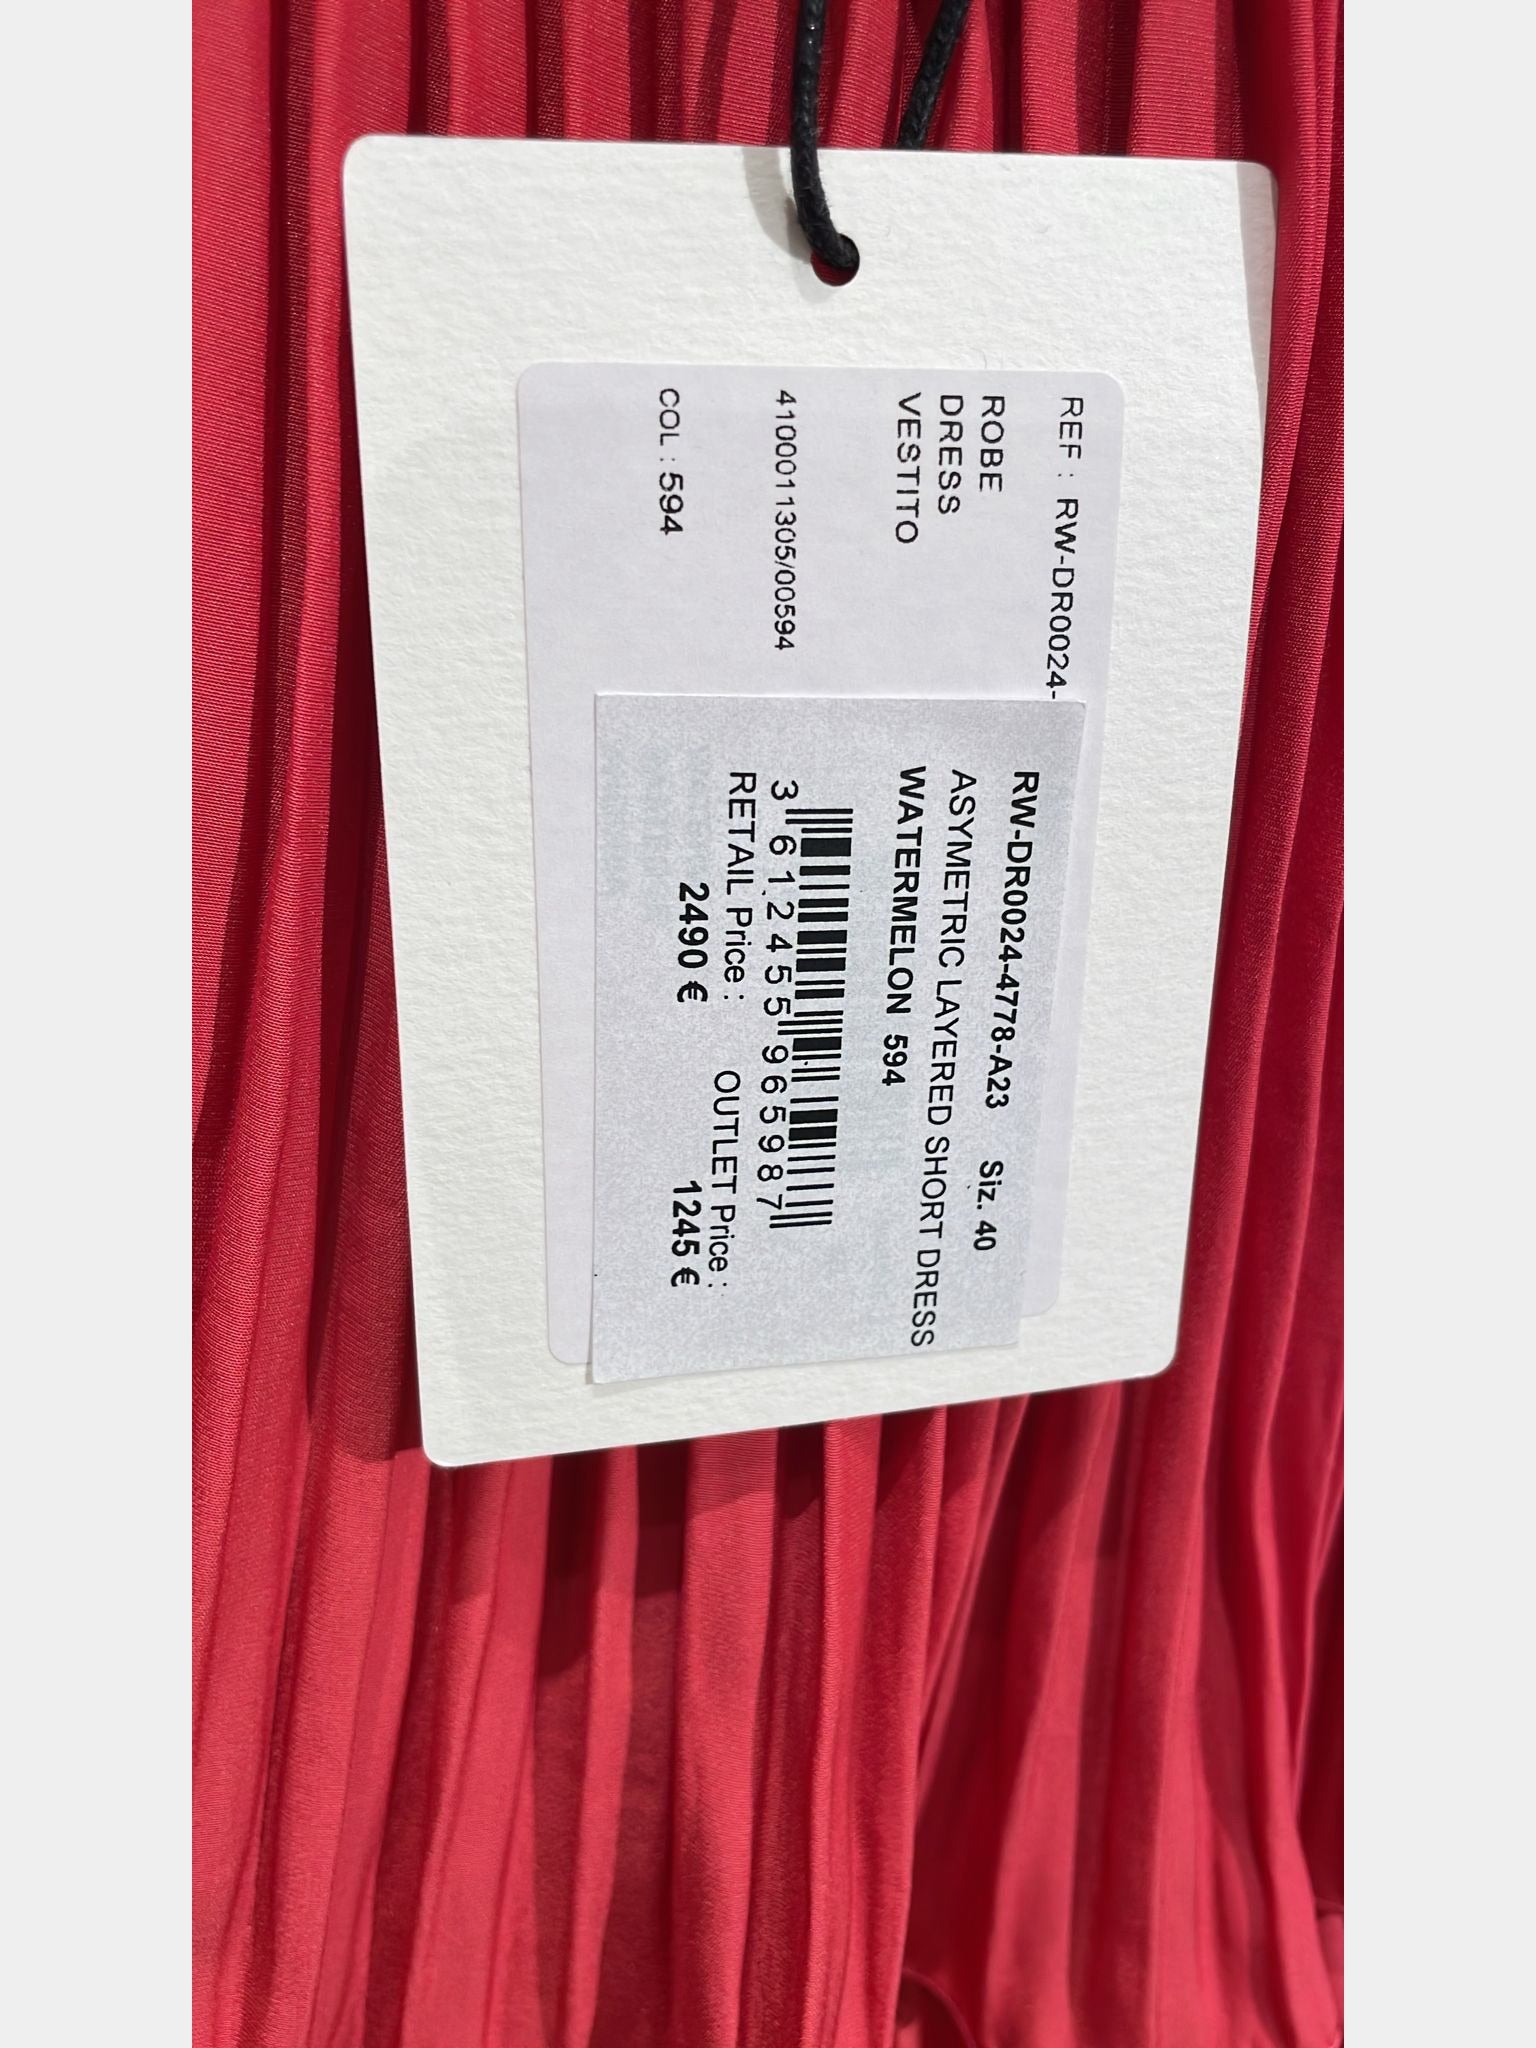 REF : RW-DR0024-
ROBE
DRESS
VESTITO
4100011305/00594
COL : 594
RW-DR0024-4778-A23 Siz. 40
ASYMETRIC LAYERED SHORT DRESS
WATERMELON 594
3 612455 965987
RETAIL Price : OUTLET Price :
2490 € 1245 €